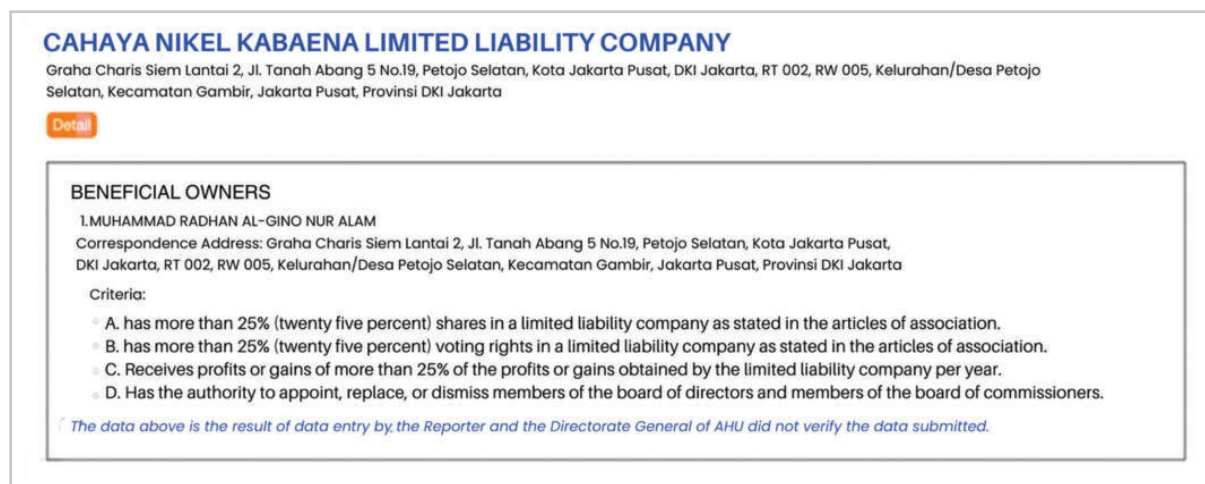 CAHAYA NIKEL KABAENA LIMITED LIABILITY COMPANY
Graha Charis Siem Lantai 2, Jl. Tanah Abang 5 No.19, Petojo Selatan, Kota Jakarta Pusat, DKI Jakarta, RT 002, RW 005, Kelurahan/Desa Petojo
Selatan, Kecamatan Gambir, Jakarta Pusat, Provinsi DKI Jakarta
Detail
BENEFICIAL OWNERS
1.MUHAMMAD RADHAN AL-GINO NUR ALAM
Correspondence Address: Graha Charis Siem Lantai 2, Jl. Tanah Abang 5 No.19, Petojo Selatan, Kota Jakarta Pusat,
DKI Jakarta, RT 002, RW 005, Kelurahan/Desa Petojo Selatan, Kecamatan Gambir, Jakarta Pusat, Provinsi DKI Jakarta
Criteria:
A. has more than 25% (twenty five percent) shares in a limited liability company as stated in the articles of association.
B. has more than 25% (twenty five percent) voting rights in a limited liability company as stated in the articles of association.
C. Receives profits or gains of more than 25% of the profits or gains obtained by the limited liability company per year.
D. Has the authority to appoint, replace, or dismiss members of the board of directors and members of the board of commissioners.
The data above is the result of data entry by the Reporter and the Directorate General of AHU did not verify the data submitted.